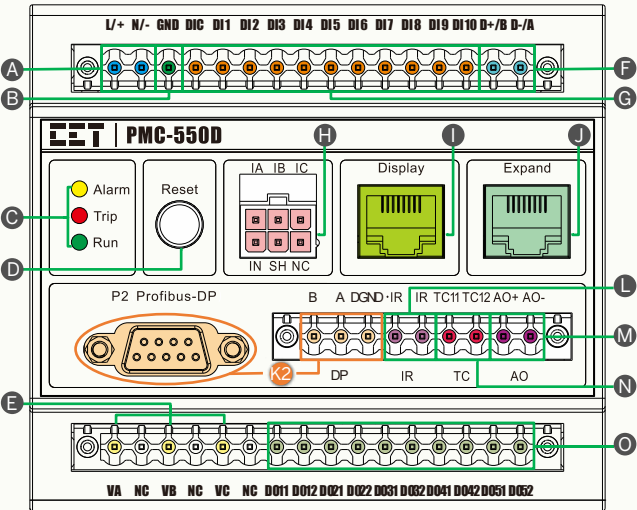 L/+ N/- GND DIC DI1 DI2 DI3 DI4 DI5 DI6 DI7 DI8 DI9 DI10 D+/B D-/A
A
F
B
G
CET PMC-550D
H
I
J
IA IB IC
Display
Expand
Alarm
Reset
C
Trip
Run
D
IN SH NC
L
P2 Profibus-DP
B A DGND·IR IR TC11 TC12 AO+ AO-
M
K2
DP IR TC AO
N
E
O
VA NC VB NC VC NC DO11 DO12 DO21 DO22 DO31 DO32 DO41 DO42 DO51 DO52